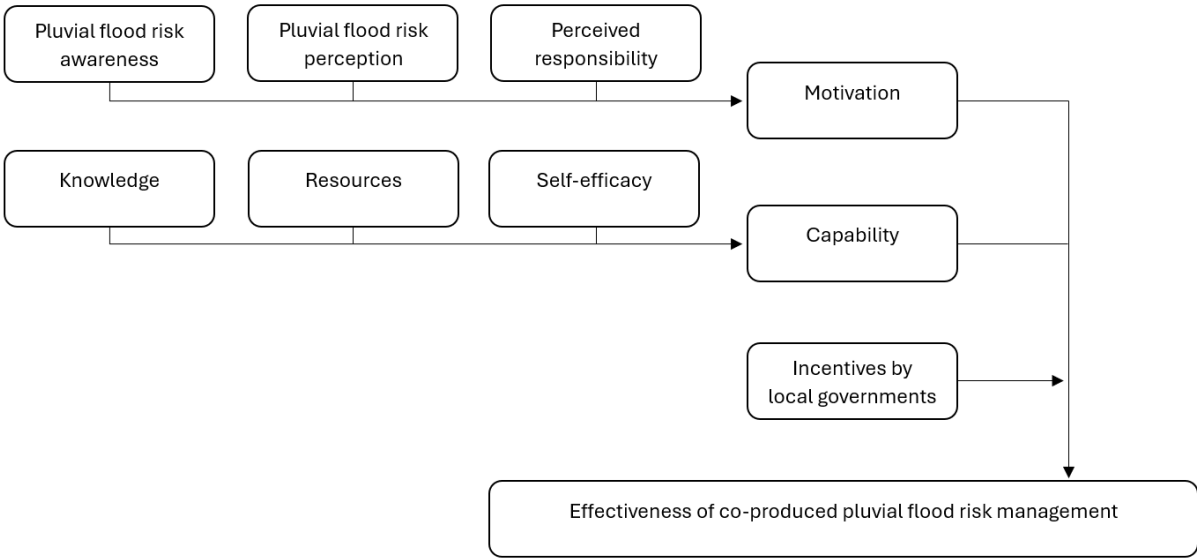 Pluvial flood risk
awareness
Pluvial flood risk
perception
Perceived
responsibility
Motivation
Knowledge
Resources
Self-efficacy
Capability
Incentives by
local governments
Effectiveness of co-produced pluvial flood risk management